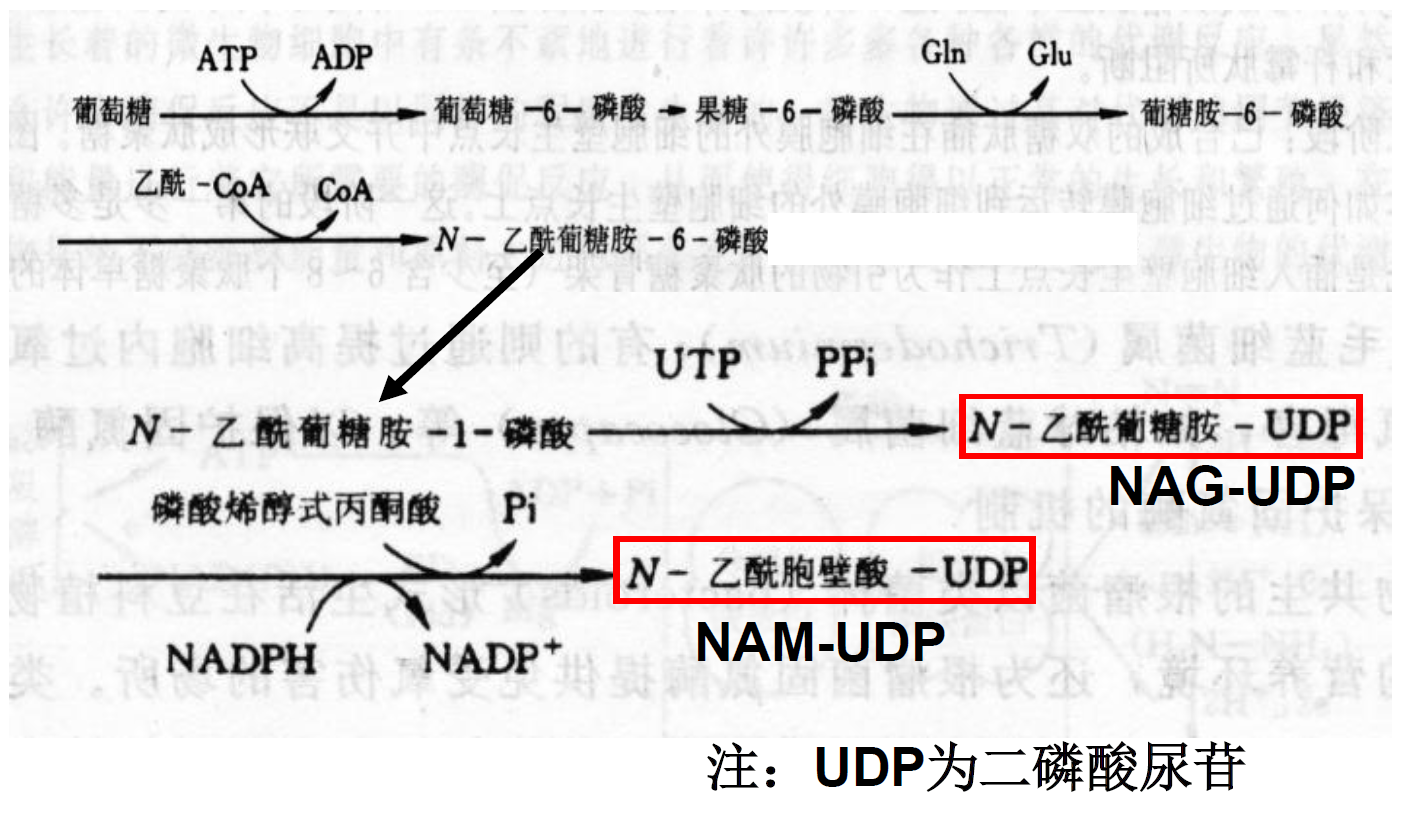 ATP ADP Gln Glu
葡萄糖 葡萄糖-6-磷酸 果糖-6-磷酸 葡糖胺-6-磷酸
乙酰-CoA CoA
N-乙酰葡糖胺-6-磷酸
UTP PPi
N-乙酰葡糖胺-1-磷酸 N-乙酰葡糖胺-UDP
NAG-UDP
磷酸烯醇式丙酮酸 Pi
N-乙酰胞壁酸-UDP
NAM-UDP
NADPH NADP⁺
注：UDP为二磷酸尿苷